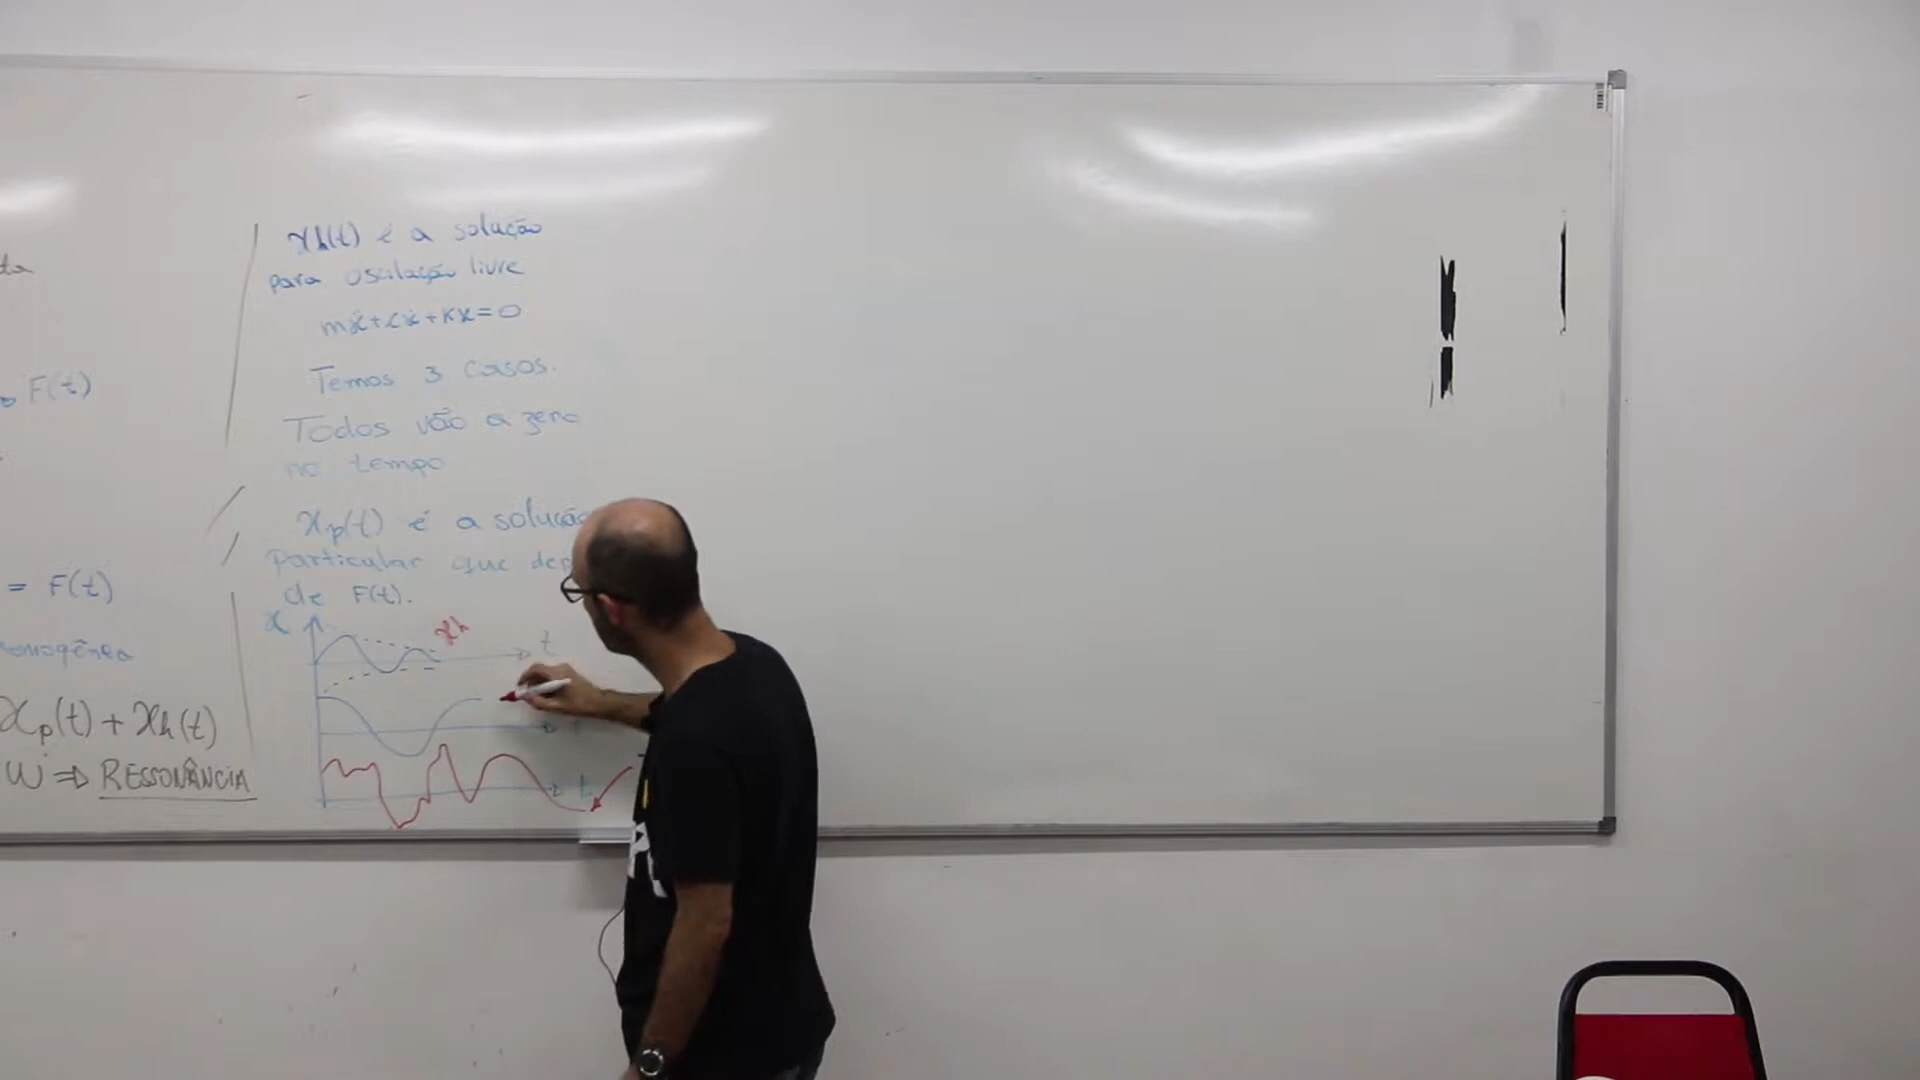 F(t)
= F(t)
omogênea
xp(t) + xh(t)
w ⇒ RESSONÂNCIA
xh(t) é a solução
para oscilação livre
mẍ+cẋ+kx=0
Temos 3 casos.
Todos vão a zero
no tempo
xp(t) é a solução
Particular que dep
de F(t).
x
xh
t
t